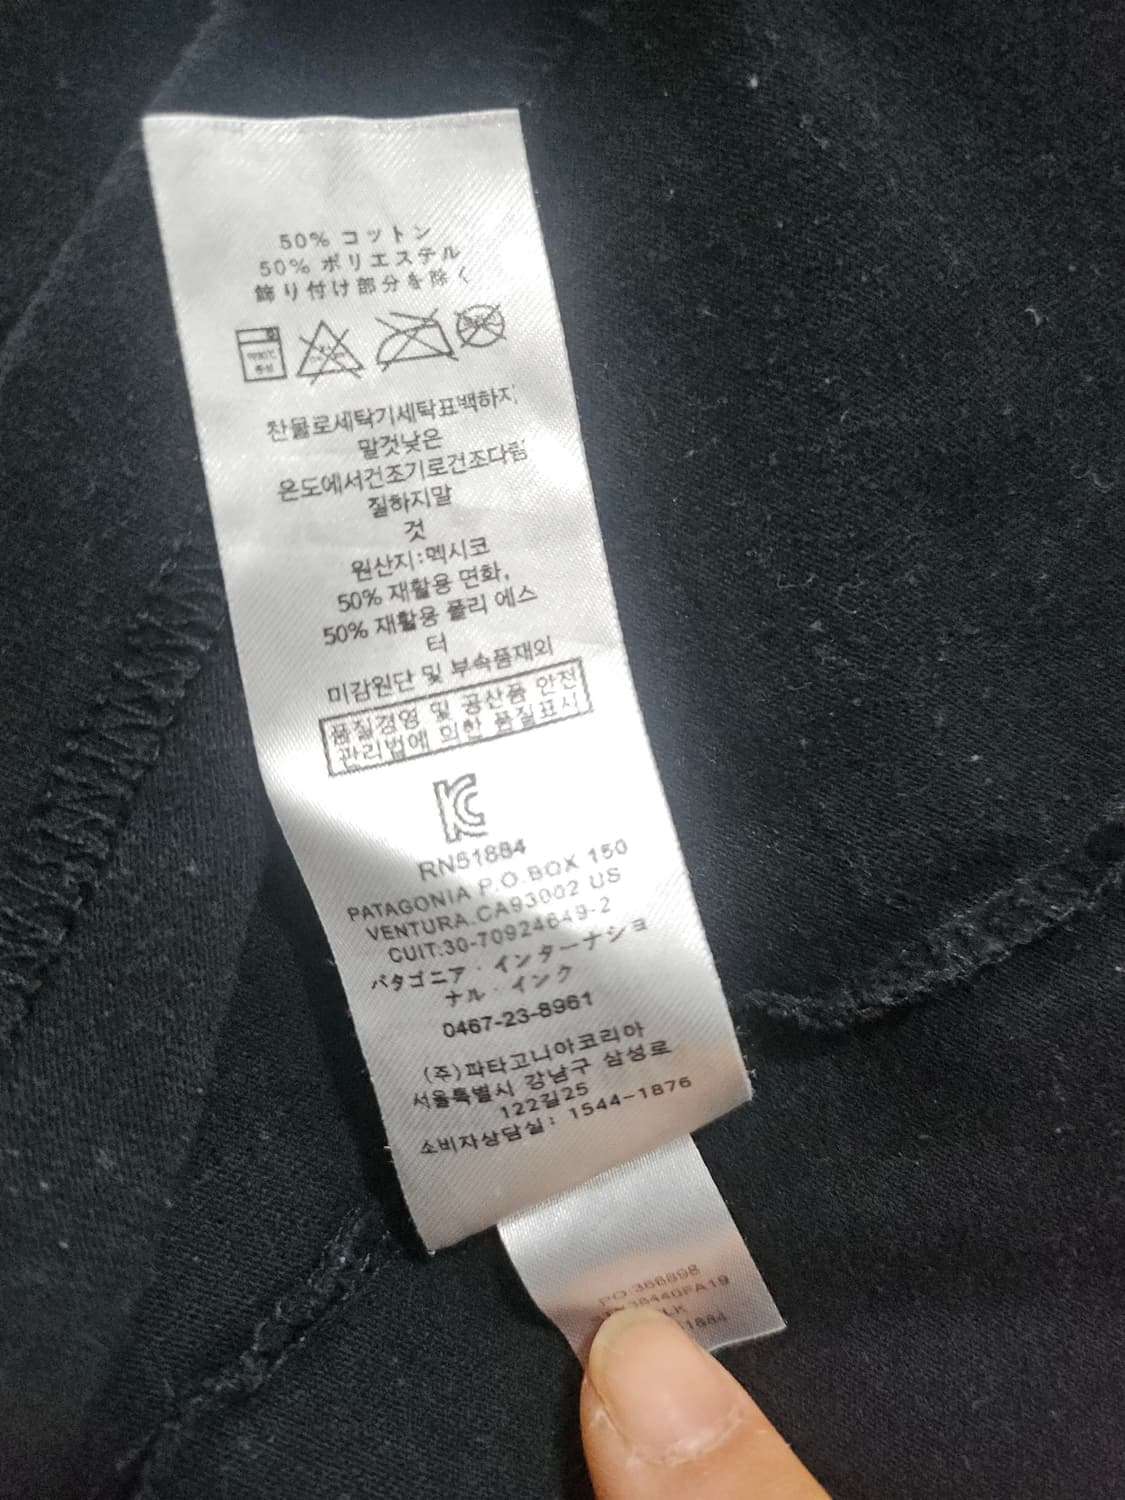 50% コットン
50% ポリエステル
飾り付け部分を除く
찬물로세탁기세탁표백하지
말것낮은
온도에서건조기로건조다림
질하지말
것
원산지:멕시코
50% 재활용 면화,
50% 재활용 폴리 에스
터
미감원단 및 부속품재외
품질경영 및 공산품 안전
관리법에 의한 품질표시
RN51884
PATAGONIA P.O.BOX 150
VENTURA.CA93002 US
CUIT:30-70924649-2
パタゴニア・インターナショ
ナル・インク
0467-23-8961
(주)파타고니아코리아
서울특별시 강남구 삼성로
122길25
소비자상담실: 1544-1876
PO:366898